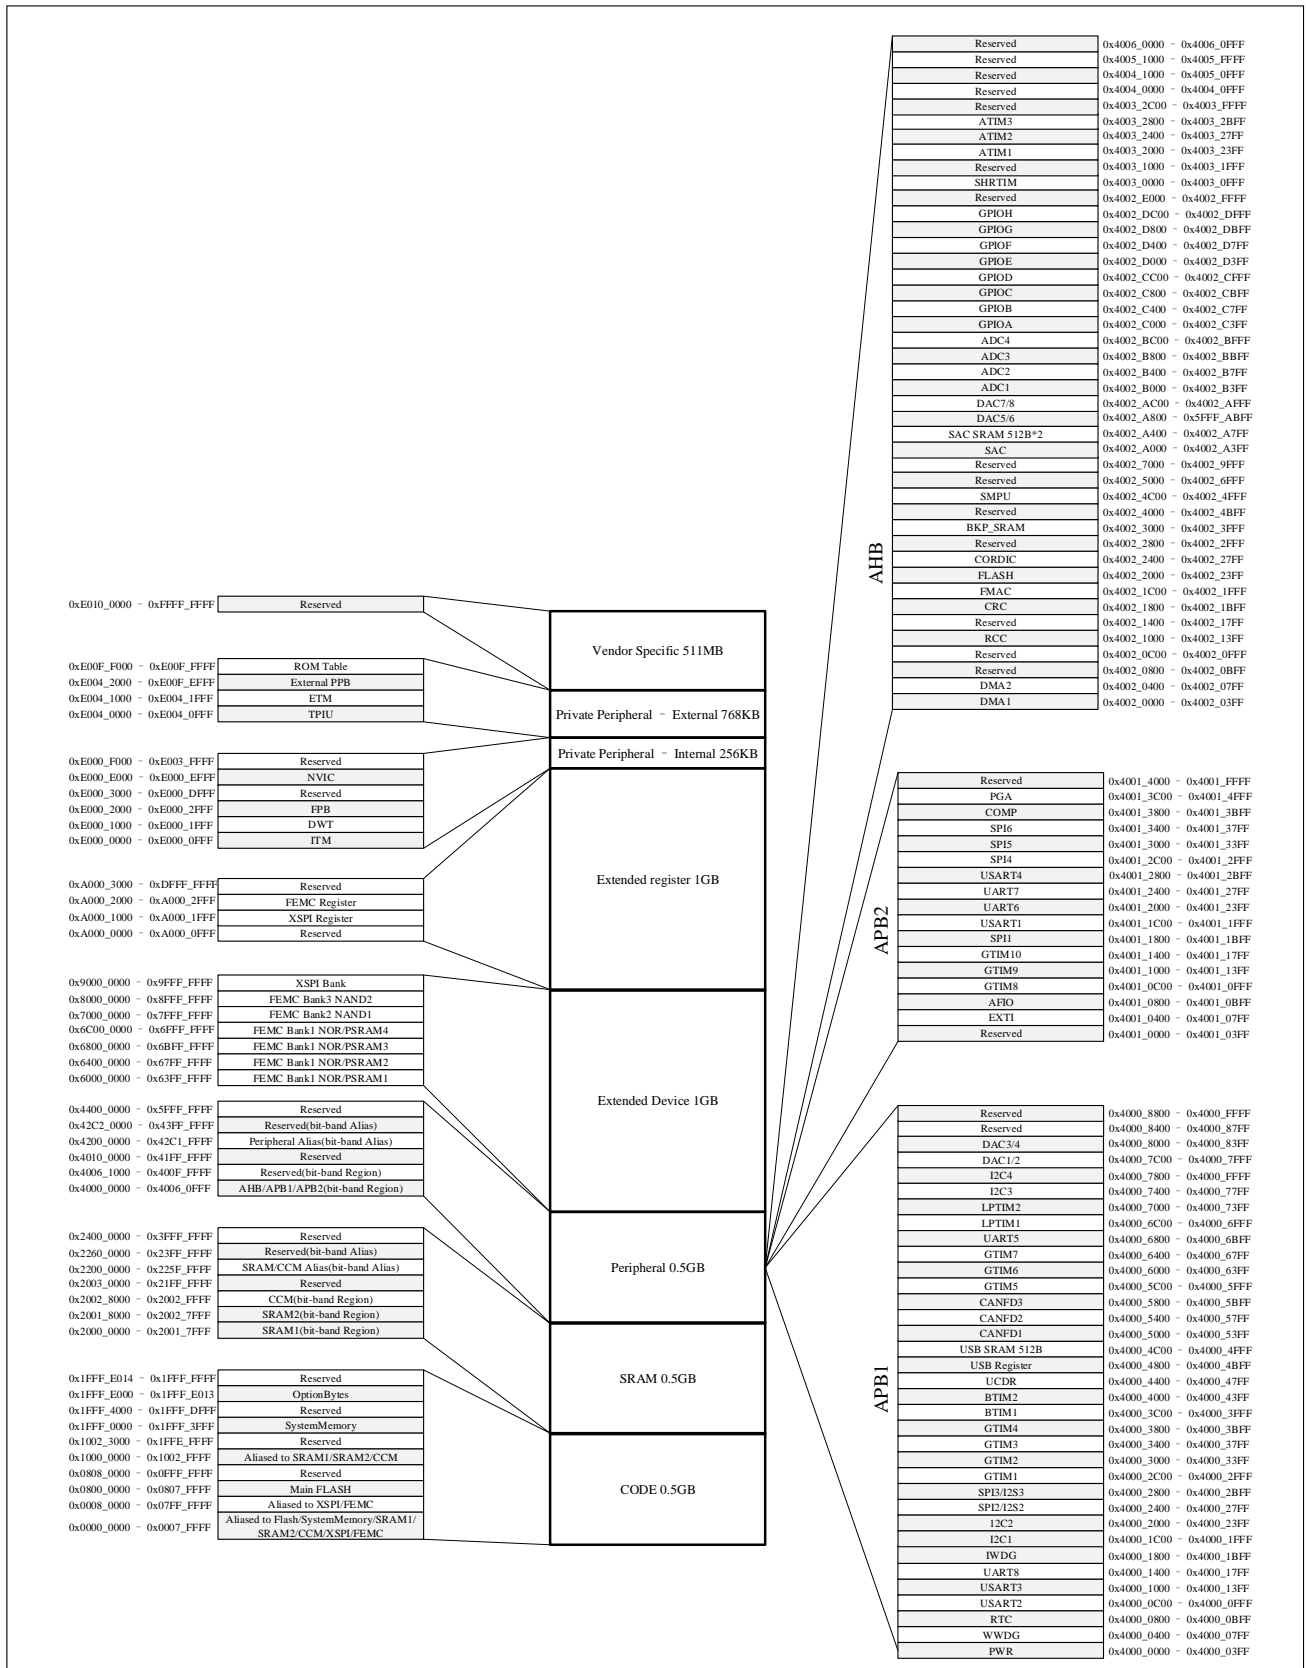 0xE010_0000 - 0xFFFF_FFFF Reserved
0xE00F_F000 - 0xE00F_FFFF ROM Table
0xE004_2000 - 0xE00F_EFFF External PPB
0xE004_1000 - 0xE004_1FFF ETM
0xE004_0000 - 0xE004_0FFF TPIU
0xE000_F000 - 0xE003_FFFF Reserved
0xE000_E000 - 0xE000_EFFF NVIC
0xE000_3000 - 0xE000_DFFF Reserved
0xE000_2000 - 0xE000_2FFF FPB
0xE000_1000 - 0xE000_1FFF DWT
0xE000_0000 - 0xE000_0FFF ITM
0xA000_3000 - 0xDFFF_FFFF Reserved
0xA000_2000 - 0xA000_2FFF FEMC Register
0xA000_1000 - 0xA000_1FFF XSPI Register
0xA000_0000 - 0xA000_0FFF Reserved
0x9000_0000 - 0x9FFF_FFFF XSPI Bank
0x8000_0000 - 0x8FFF_FFFF FEMC Bank3 NAND2
0x7000_0000 - 0x7FFF_FFFF FEMC Bank2 NAND1
0x6C00_0000 - 0x6FFF_FFFF FEMC Bank1 NOR/PSRAM4
0x6800_0000 - 0x6BFF_FFFF FEMC Bank1 NOR/PSRAM3
0x6400_0000 - 0x67FF_FFFF FEMC Bank1 NOR/PSRAM2
0x6000_0000 - 0x63FF_FFFF FEMC Bank1 NOR/PSRAM1
0x4400_0000 - 0x5FFF_FFFF Reserved
0x42C2_0000 - 0x43FF_FFFF Reserved(bit-band Alias)
0x4200_0000 - 0x42C1_FFFF Peripheral Alias(bit-band Alias)
0x4010_0000 - 0x41FF_FFFF Reserved
0x4006_1000 - 0x400F_FFFF Reserved(bit-band Region)
0x4000_0000 - 0x4006_0FFF AHB/APB1/APB2(bit-band Region)
0x2400_0000 - 0x3FFF_FFFF Reserved
0x2260_0000 - 0x23FF_FFFF Reserved(bit-band Alias)
0x2200_0000 - 0x225F_FFFF SRAM/CCM Alias(bit-band Alias)
0x2003_0000 - 0x21FF_FFFF Reserved
0x2002_8000 - 0x2002_FFFF CCM(bit-band Region)
0x2001_8000 - 0x2002_7FFF SRAM2(bit-band Region)
0x2000_0000 - 0x2001_7FFF SRAM1(bit-band Region)
0x1FFF_E014 - 0x1FFF_FFFF Reserved
0x1FFF_E000 - 0x1FFF_E013 OptionBytes
0x1FFF_4000 - 0x1FFF_DFFF Reserved
0x1FFF_0000 - 0x1FFF_3FFF SystemMemory
0x1002_3000 - 0x1FFE_FFFF Reserved
0x1000_0000 - 0x1002_FFFF Aliased to SRAM1/SRAM2/CCM
0x0808_0000 - 0x0FFF_FFFF Reserved
0x0800_0000 - 0x0807_FFFF Main FLASH
0x0008_0000 - 0x07FF_FFFF Aliased to XSPI/FEMC
0x0000_0000 - 0x0007_FFFF Aliased to Flash/SystemMemory/SRAM1/
SRAM2/CCM/XSPI/FEMC
Vendor Specific 511MB
Private Peripheral - External 768KB
Private Peripheral - Internal 256KB
Extended register 1GB
Extended Device 1GB
Peripheral 0.5GB
SRAM 0.5GB
CODE 0.5GB
AHB
Reserved 0x4006_0000 - 0x4006_0FFF
Reserved 0x4005_1000 - 0x4005_FFFF
Reserved 0x4004_1000 - 0x4005_0FFF
Reserved 0x4004_0000 - 0x4004_0FFF
Reserved 0x4003_2C00 - 0x4003_FFFF
ATIM3 0x4003_2800 - 0x4003_2BFF
ATIM2 0x4003_2400 - 0x4003_27FF
ATIM1 0x4003_2000 - 0x4003_23FF
Reserved 0x4003_1000 - 0x4003_1FFF
SHRTIM 0x4003_0000 - 0x4003_0FFF
Reserved 0x4002_E000 - 0x4002_FFFF
GPIOH 0x4002_DC00 - 0x4002_DFFF
GPIOG 0x4002_D800 - 0x4002_DBFF
GPIOF 0x4002_D400 - 0x4002_D7FF
GPIOE 0x4002_D000 - 0x4002_D3FF
GPIOD 0x4002_CC00 - 0x4002_CFFF
GPIOC 0x4002_C800 - 0x4002_CBFF
GPIOB 0x4002_C400 - 0x4002_C7FF
GPIOA 0x4002_C000 - 0x4002_C3FF
ADC4 0x4002_BC00 - 0x4002_BFFF
ADC3 0x4002_B800 - 0x4002_BBFF
ADC2 0x4002_B400 - 0x4002_B7FF
ADC1 0x4002_B000 - 0x4002_B3FF
DAC7/8 0x4002_AC00 - 0x4002_AFFF
DAC5/6 0x4002_A800 - 0x5FFF_ABFF
SAC SRAM 512B*2 0x4002_A400 - 0x4002_A7FF
SAC 0x4002_A000 - 0x4002_A3FF
Reserved 0x4002_7000 - 0x4002_9FFF
Reserved 0x4002_5000 - 0x4002_6FFF
SMPU 0x4002_4C00 - 0x4002_4FFF
Reserved 0x4002_4000 - 0x4002_4BFF
BKP_SRAM 0x4002_3000 - 0x4002_3FFF
Reserved 0x4002_2800 - 0x4002_2FFF
CORDIC 0x4002_2400 - 0x4002_27FF
FLASH 0x4002_2000 - 0x4002_23FF
FMAC 0x4002_1C00 - 0x4002_1FFF
CRC 0x4002_1800 - 0x4002_1BFF
Reserved 0x4002_1400 - 0x4002_17FF
RCC 0x4002_1000 - 0x4002_13FF
Reserved 0x4002_0C00 - 0x4002_0FFF
Reserved 0x4002_0800 - 0x4002_0BFF
DMA2 0x4002_0400 - 0x4002_07FF
DMA1 0x4002_0000 - 0x4002_03FF
APB2
Reserved 0x4001_4000 - 0x4001_FFFF
PGA 0x4001_3C00 - 0x4001_4FFF
COMP 0x4001_3800 - 0x4001_3BFF
SPI6 0x4001_3400 - 0x4001_37FF
SPI5 0x4001_3000 - 0x4001_33FF
SPI4 0x4001_2C00 - 0x4001_2FFF
USART4 0x4001_2800 - 0x4001_2BFF
UART7 0x4001_2400 - 0x4001_27FF
UART6 0x4001_2000 - 0x4001_23FF
USART1 0x4001_1C00 - 0x4001_1FFF
SPI1 0x4001_1800 - 0x4001_1BFF
GTIM10 0x4001_1400 - 0x4001_17FF
GTIM9 0x4001_1000 - 0x4001_13FF
GTIM8 0x4001_0C00 - 0x4001_0FFF
AFIO 0x4001_0800 - 0x4001_0BFF
EXTI 0x4001_0400 - 0x4001_07FF
Reserved 0x4001_0000 - 0x4001_03FF
APB1
Reserved 0x4000_8800 - 0x4000_FFFF
Reserved 0x4000_8400 - 0x4000_87FF
DAC3/4 0x4000_8000 - 0x4000_83FF
DAC1/2 0x4000_7C00 - 0x4000_7FFF
I2C4 0x4000_7800 - 0x4000_FFFF
I2C3 0x4000_7400 - 0x4000_77FF
LPTIM2 0x4000_7000 - 0x4000_73FF
LPTIM1 0x4000_6C00 - 0x4000_6FFF
UART5 0x4000_6800 - 0x4000_6BFF
GTIM7 0x4000_6400 - 0x4000_67FF
GTIM6 0x4000_6000 - 0x4000_63FF
GTIM5 0x4000_5C00 - 0x4000_5FFF
CANFD3 0x4000_5800 - 0x4000_5BFF
CANFD2 0x4000_5400 - 0x4000_57FF
CANFD1 0x4000_5000 - 0x4000_53FF
USB SRAM 512B 0x4000_4C00 - 0x4000_4FFF
USB Register 0x4000_4800 - 0x4000_4BFF
UCDR 0x4000_4400 - 0x4000_47FF
BTIM2 0x4000_4000 - 0x4000_43FF
BTIM1 0x4000_3C00 - 0x4000_3FFF
GTIM4 0x4000_3800 - 0x4000_3BFF
GTIM3 0x4000_3400 - 0x4000_37FF
GTIM2 0x4000_3000 - 0x4000_33FF
GTIM1 0x4000_2C00 - 0x4000_2FFF
SPI3/I2S3 0x4000_2800 - 0x4000_2BFF
SPI2/I2S2 0x4000_2400 - 0x4000_27FF
12C2 0x4000_2000 - 0x4000_23FF
I2C1 0x4000_1C00 - 0x4000_1FFF
IWDG 0x4000_1800 - 0x4000_1BFF
UART8 0x4000_1400 - 0x4000_17FF
USART3 0x4000_1000 - 0x4000_13FF
USART2 0x4000_0C00 - 0x4000_0FFF
RTC 0x4000_0800 - 0x4000_0BFF
WWDG 0x4000_0400 - 0x4000_07FF
PWR 0x4000_0000 - 0x4000_03FF